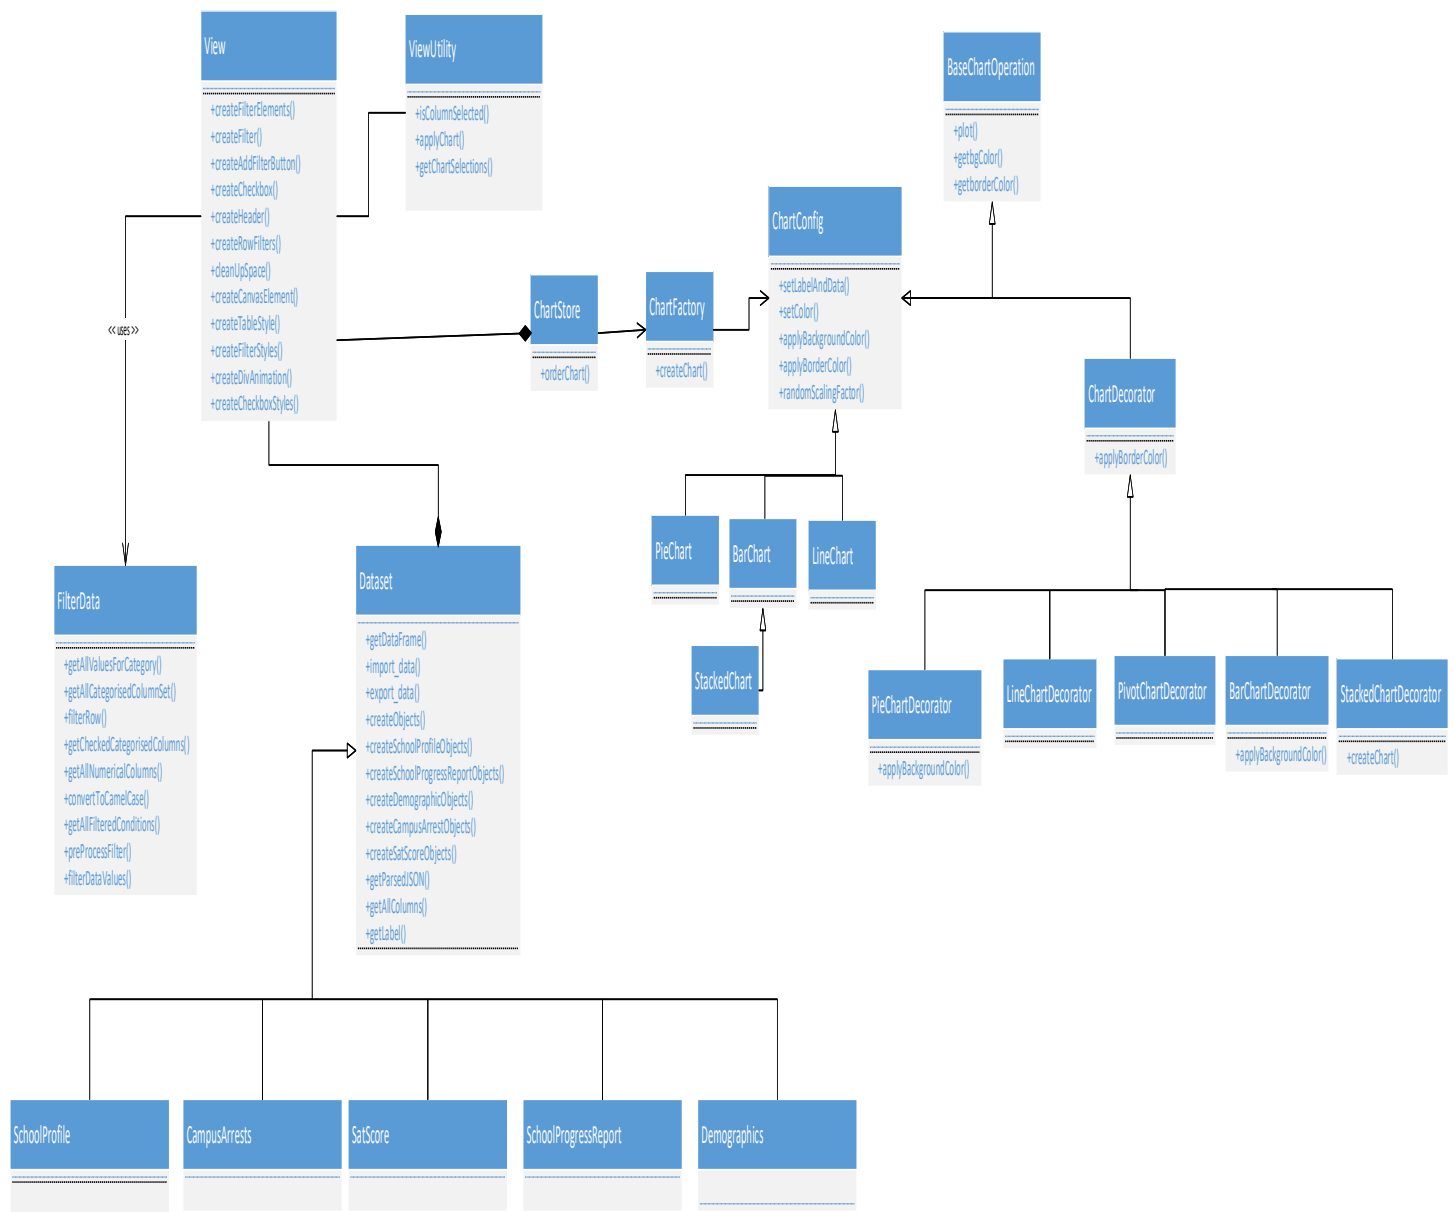 View
+createFilterElements()
+createFilter()
+createAddFilterButton()
+createCheckbox()
+createHeader()
+createRowFilters()
+cleanUpSpace()
+createCanvasElement()
+createTableStyle()
+createFilterStyles()
+createDivAnimation()
+createCheckboxStyles()
ViewUtility
+isColumnSelected()
+applyChart()
+getChartSelections()
BaseChartOperation
+plot()
+getbgColor()
+getborderColor()
ChartConfig
+setLabelAndData()
+setColor()
+applyBackgroundColor()
+applyBorderColor()
+randomScalingFactor()
ChartStore
+orderChart()
ChartFactory
+createChart()
<< uses >>
ChartDecorator
+applyBorderColor()
PieChart
BarChart
LineChart
StackedChart
PieChartDecorator
+applyBackgroundColor()
LineChartDecorator
PivotChartDecorator
BarChartDecorator
+applyBackgroundColor()
StackedChartDecorator
+createChart()
FilterData
+getAllValuesForCategory()
+getAllCategorisedColumnSet()
+filterRow()
+getCheckedCategorisedColumns()
+getAllNumericalColumns()
+convertToCamelCase()
+getAllFilteredConditions()
+preProcessFilter()
+filterDataValues()
Dataset
+getDataFrame()
+import_data()
+export_data()
+createObjects()
+createSchoolProfileObjects()
+createSchoolProgressReportObjects()
+createDemographicObjects()
+createCampusArrestObjects()
+createSatScoreObjects()
+getParsedJSON()
+getAllColumns()
+getLabel()
SchoolProfile
CampusArrests
SatScore
SchoolProgressReport
Demographics